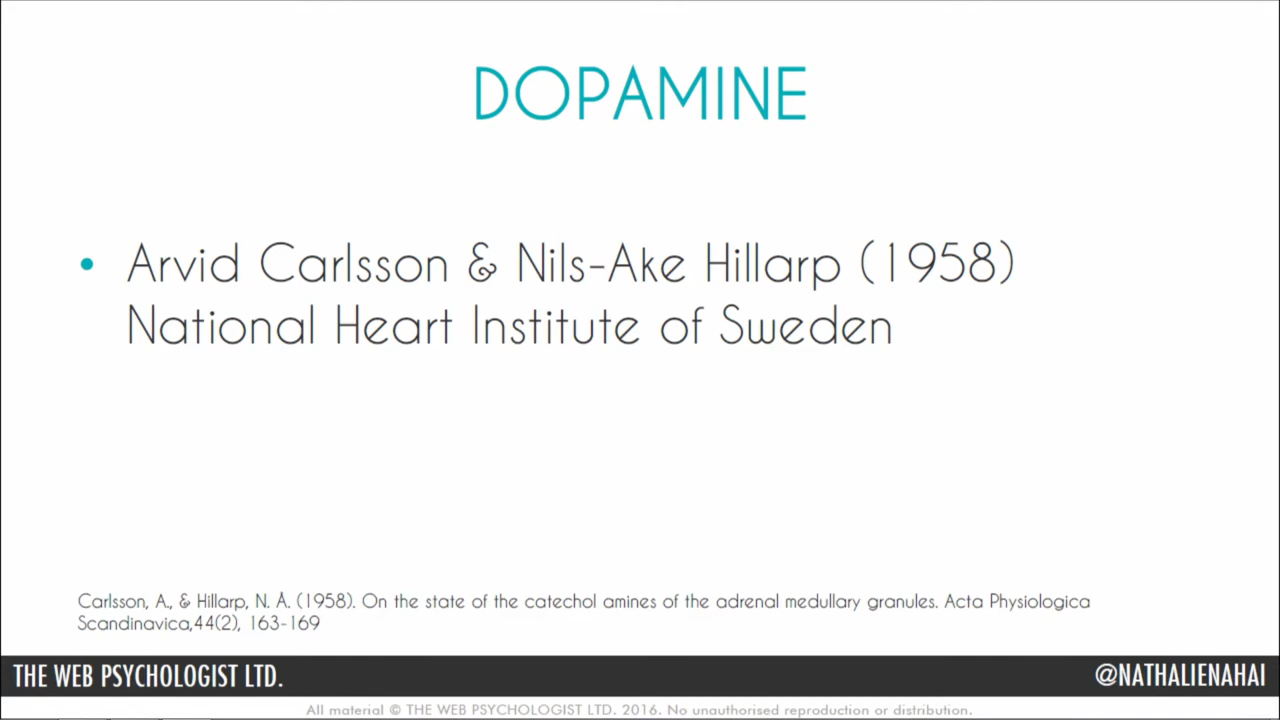 DOPAMINE
• Arvid Carlsson & Nils-Ake Hillarp (1958)
National Heart Institute of Sweden
Carlsson, A., & Hillarp, N. Å. (1958). On the state of the catechol amines of the adrenal medullary granules. Acta Physiologica
Scandinavica,44(2), 163-169
THE WEB PSYCHOLOGIST LTD.
@NATHALIENAHAI
All material © THE WEB PSYCHOLOGIST LTD. 2016. No unauthorised reproduction or distribution.